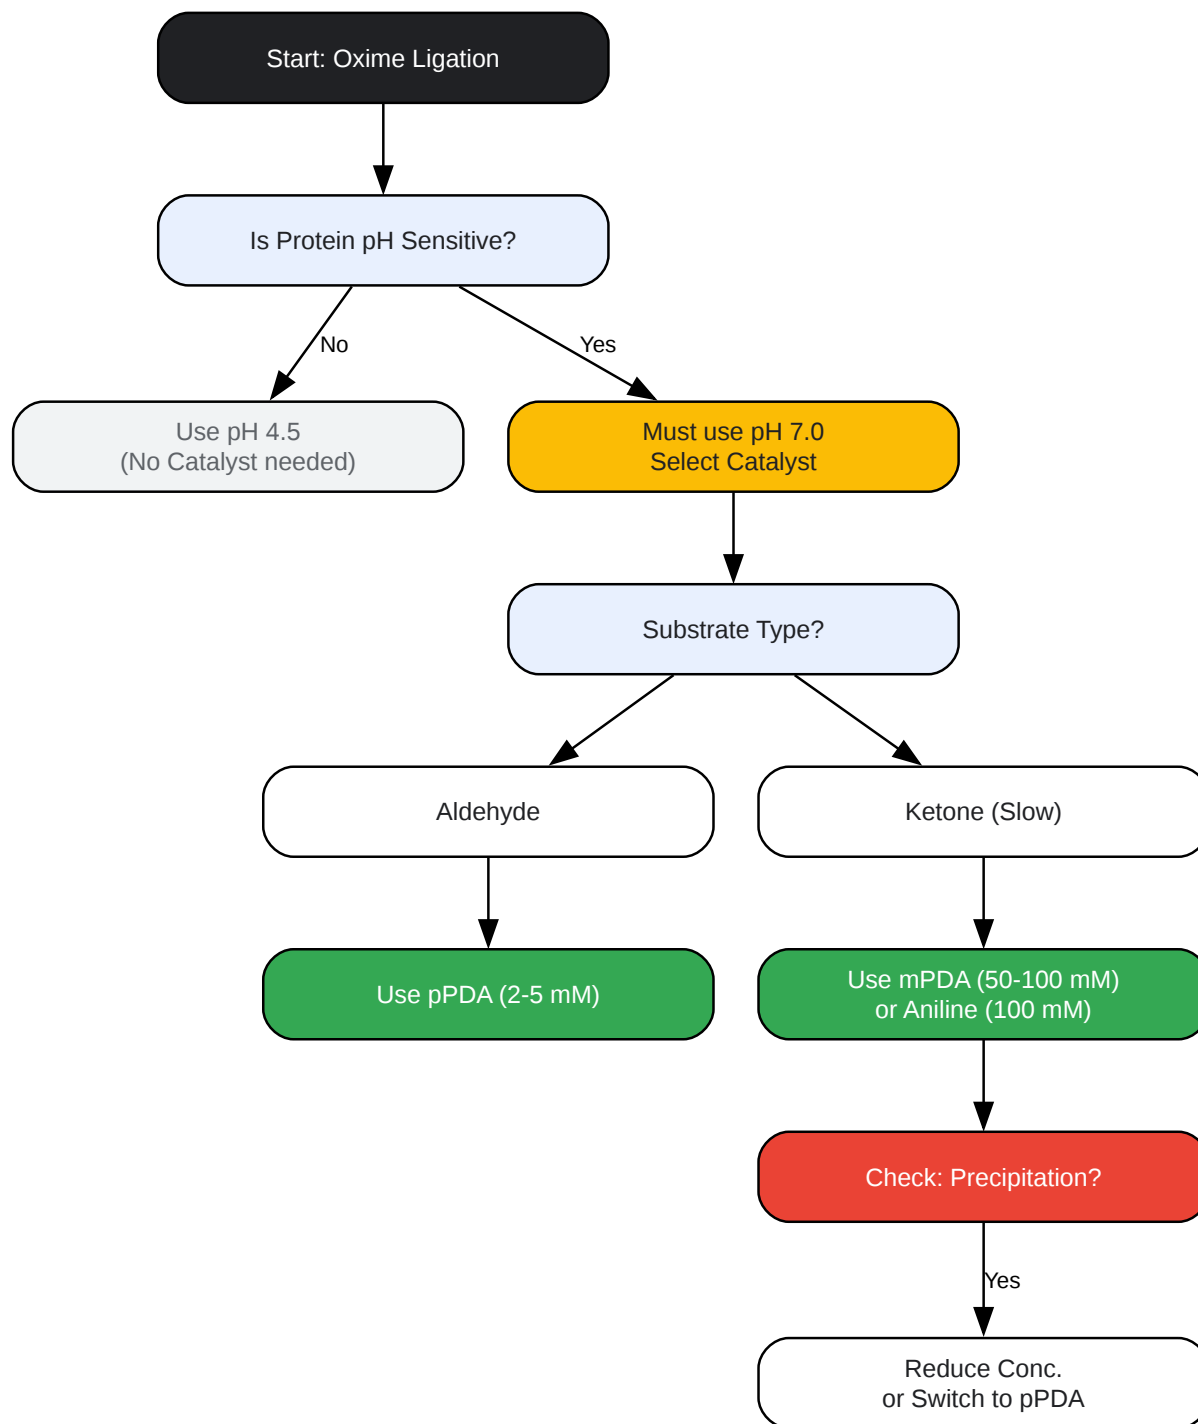 Start: Oxime Ligation
Is Protein pH Sensitive?
No
Yes
Use pH 4.5
(No Catalyst needed)
Must use pH 7.0
Select Catalyst
Substrate Type?
Aldehyde
Ketone (Slow)
Use pPDA (2-5 mM)
Use mPDA (50-100 mM)
or Aniline (100 mM)
Check: Precipitation?
Yes
Reduce Conc.
or Switch to pPDA